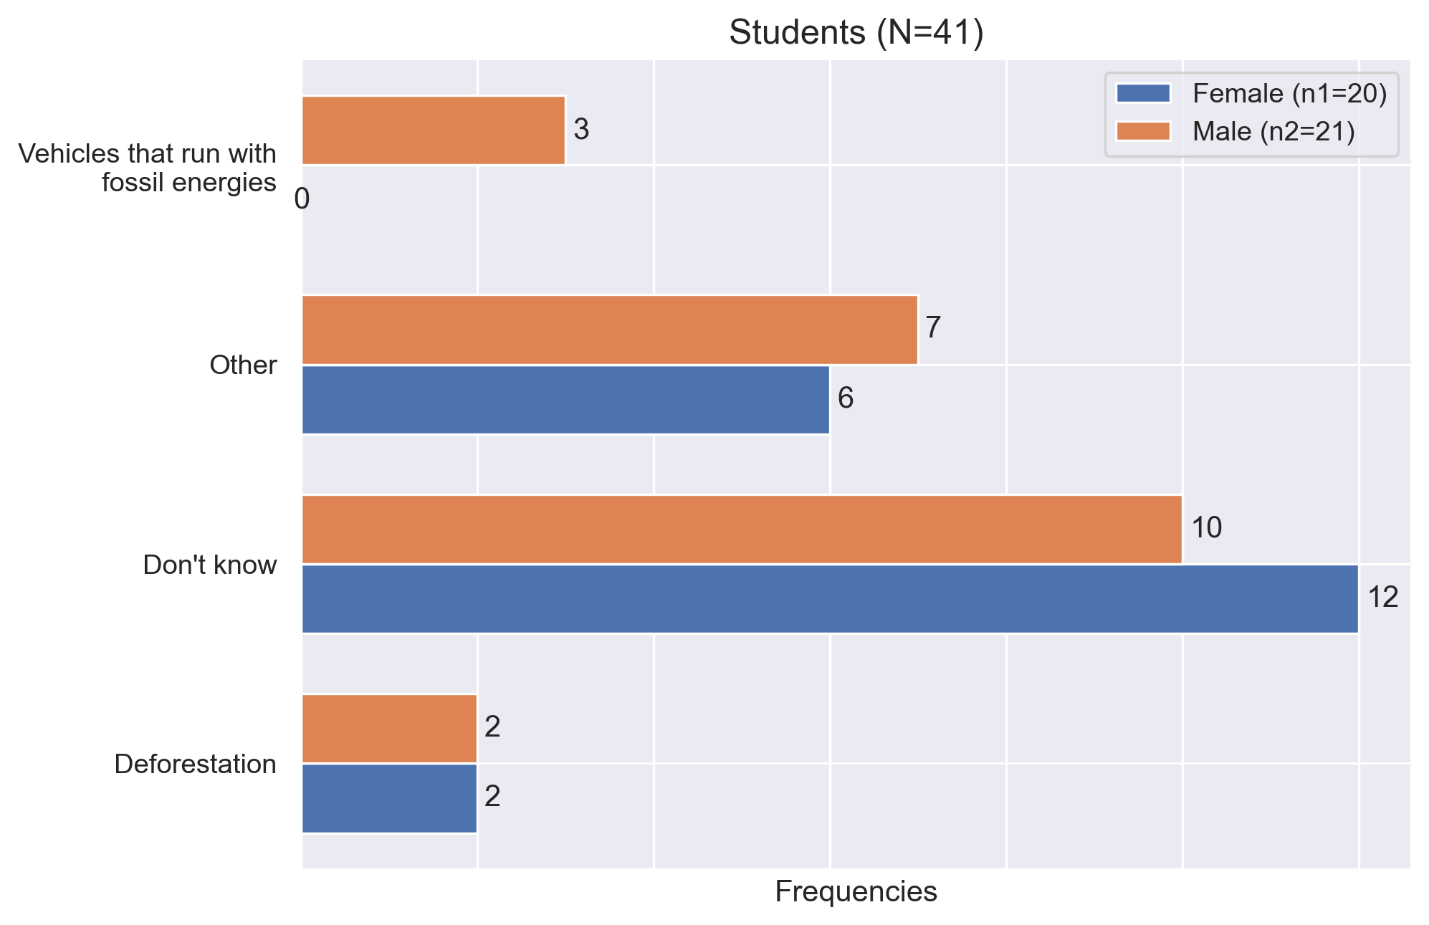 Students (N=41)
Female (n1=20)
Male (n2=21)
Vehicles that run with
fossil energies
3
0
Other
7
6
Don't know
10
12
Deforestation
2
2
Frequencies